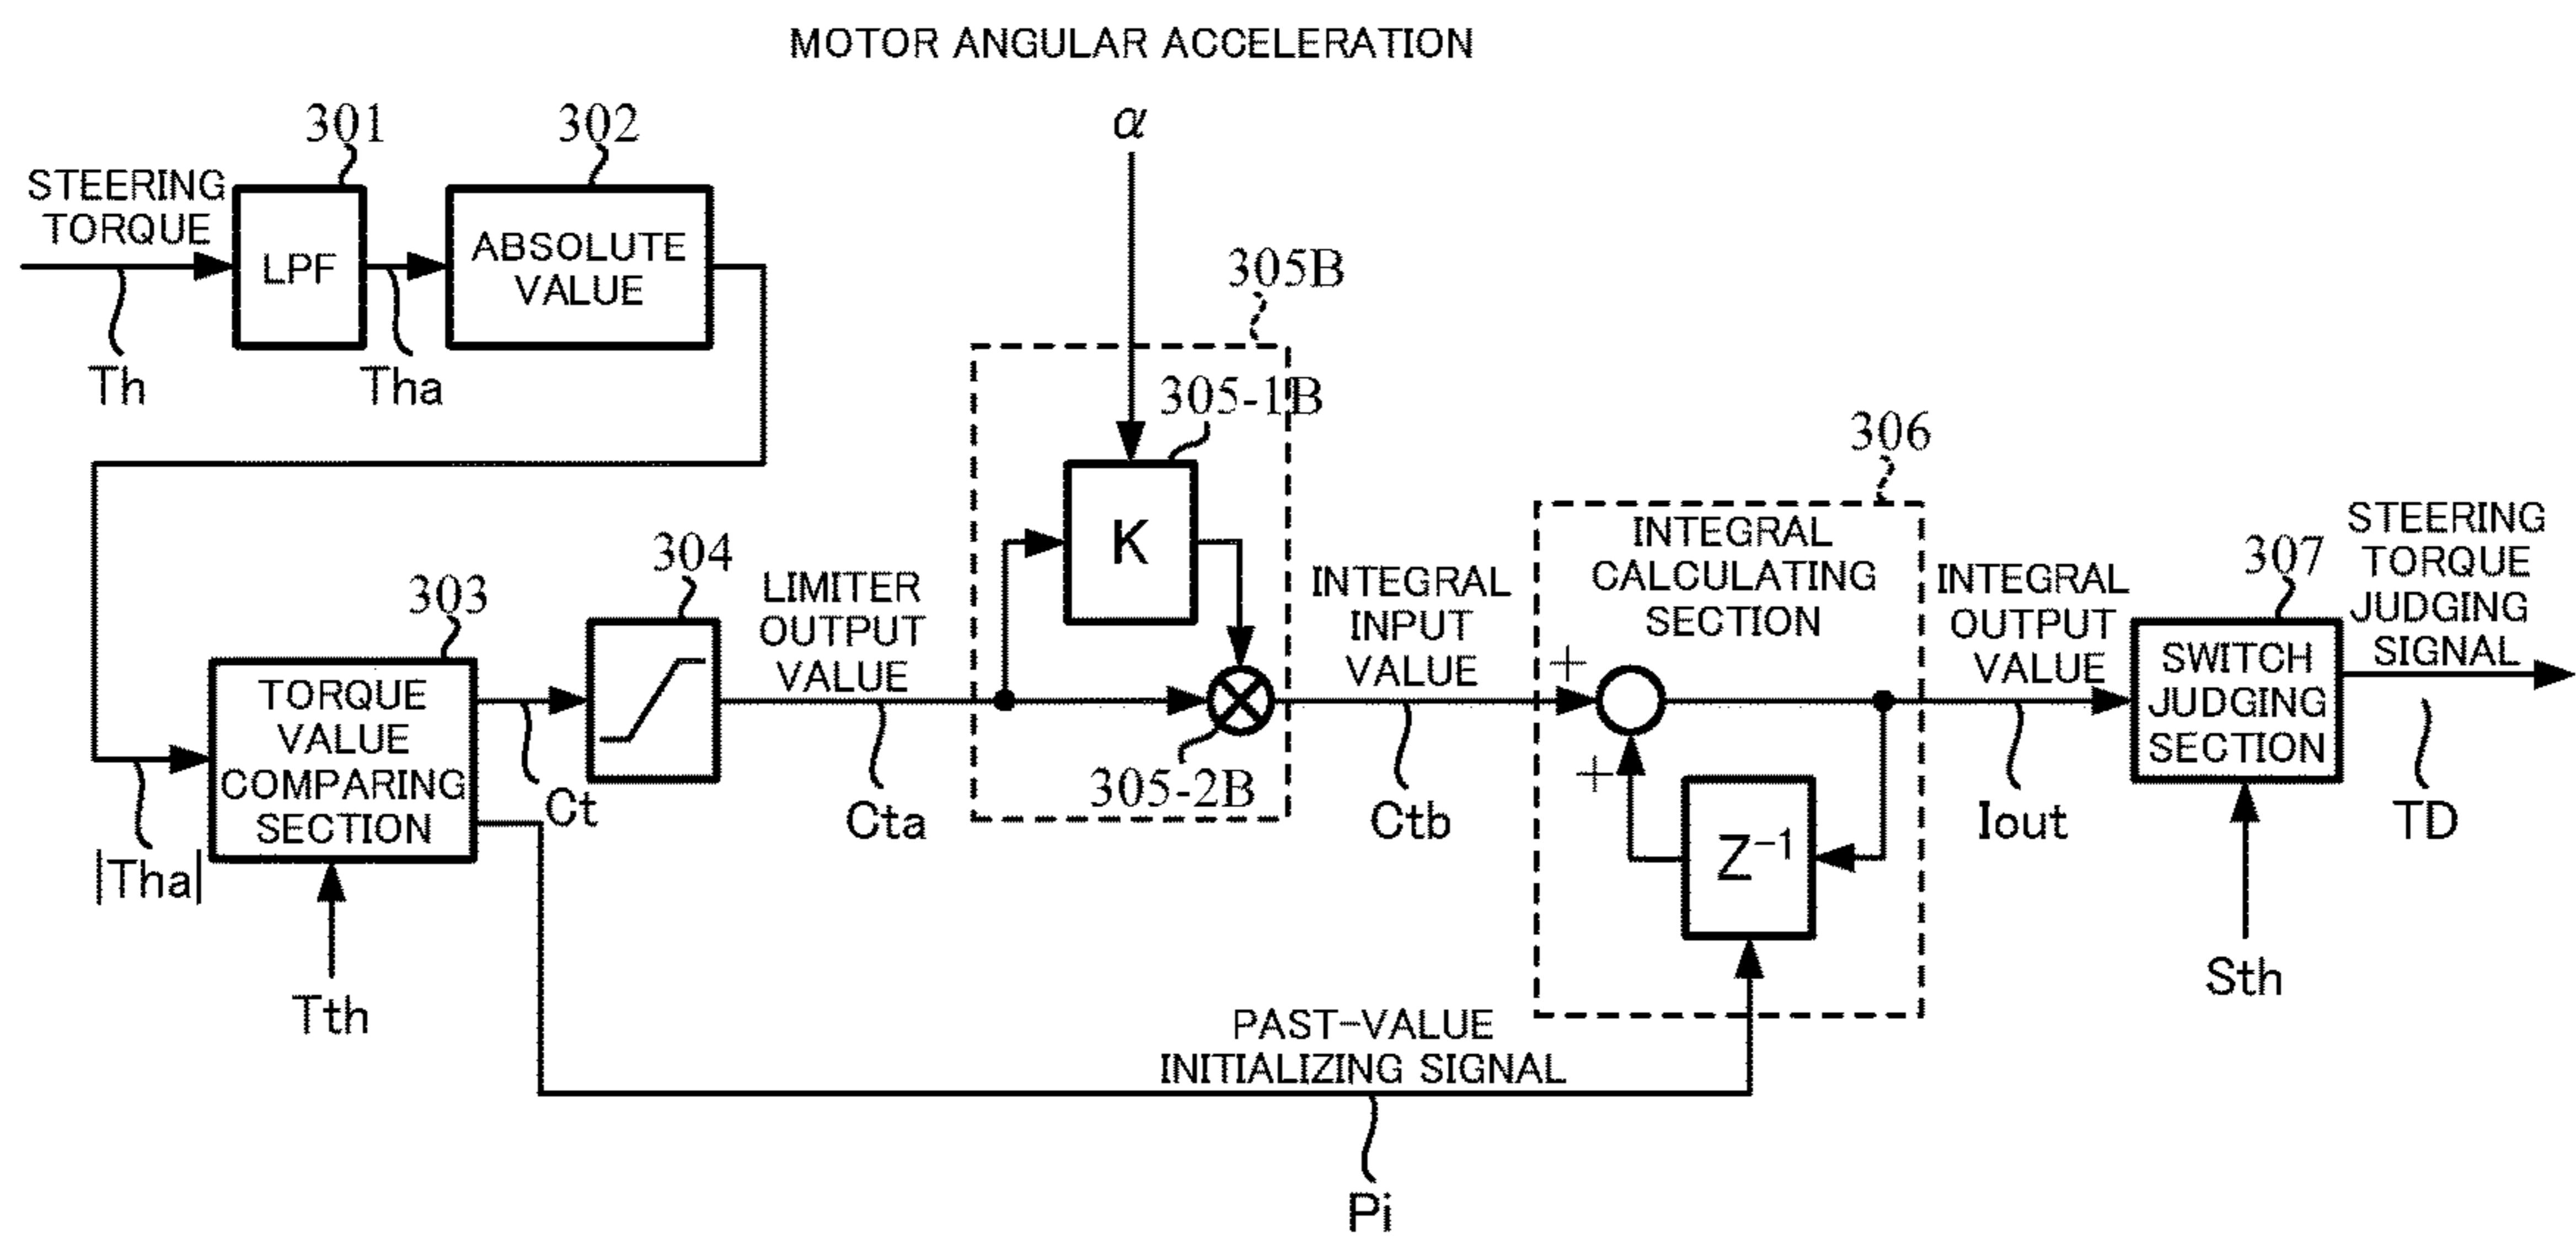 MOTOR ANGULAR ACCELERATION
α
301
302
STEERING
TORQUE
LPF
ABSOLUTE
VALUE
Th
Tha
305B
305-1B
K
305-2B
303
304
TORQUE
VALUE
COMPARING
SECTION
|Tha|
Tth
Ct
LIMITER
OUTPUT
VALUE
Cta
INTEGRAL
INPUT
VALUE
Ctb
306
INTEGRAL
CALCULATING
SECTION
+
+
Z⁻¹
INTEGRAL
OUTPUT
VALUE
Iout
307
SWITCH
JUDGING
SECTION
Sth
STEERING
TORQUE
JUDGING
SIGNAL
TD
PAST-VALUE
INITIALIZING SIGNAL
Pi